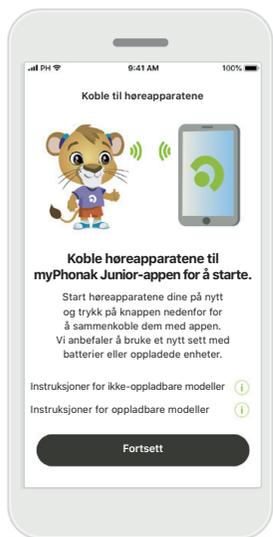 PH 9:41 AM 100%
Koble til høreapparatene
Koble høreapparatene til
myPhonak Junior-appen for å starte.
Start høreapparatene dine på nytt
og trykk på knappen nedenfor for
å sammenkoble dem med appen.
Vi anbefaler å bruke et nytt sett med
batterier eller oppladede enheter.
Instruksjoner for ikke-oppladbare modeller i
Instruksjoner for oppladbare modeller i
Fortsett